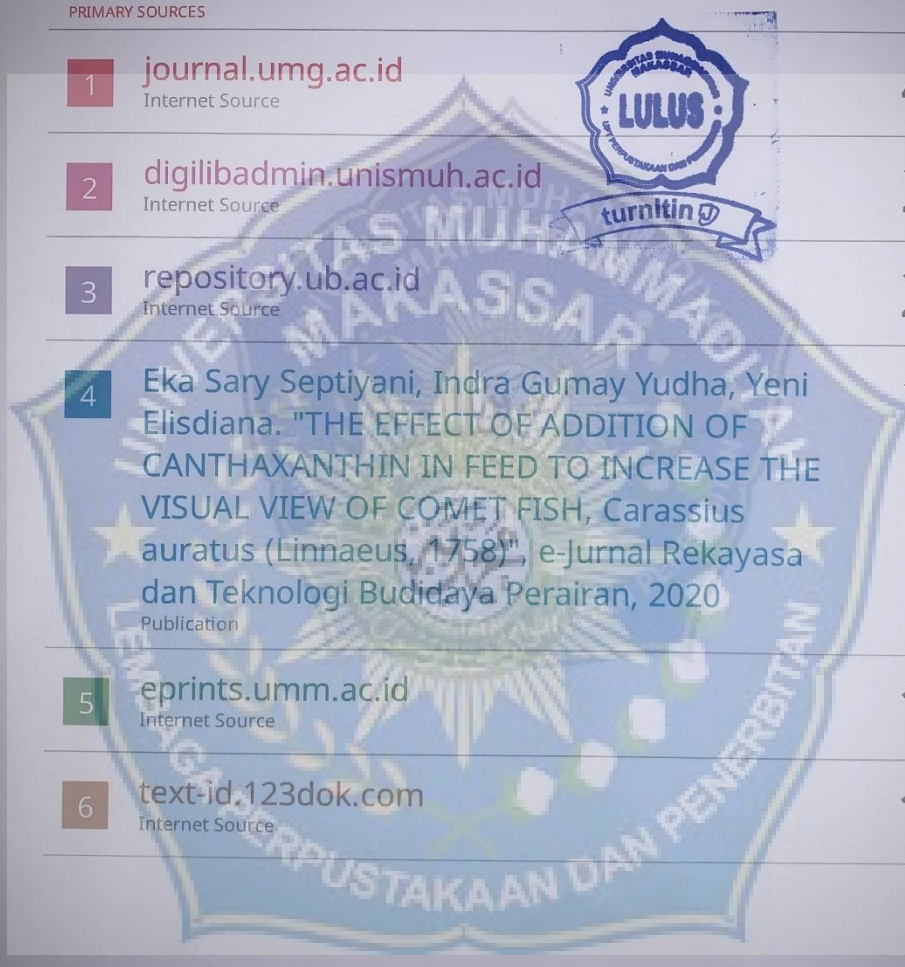 PRIMARY SOURCES
1
journal.umg.ac.id
Internet Source
2
digilibadmin.unismuh.ac.id
Internet Source
3
repository.ub.ac.id
Internet Source
4
Eka Sary Septiyani, Indra Gumay Yudha, Yeni
Elisdiana. "THE EFFECT OF ADDITION OF
CANTHAXANTHIN IN FEED TO INCREASE THE
VISUAL VIEW OF COMET FISH, Carassius
auratus (Linnaeus, 1758)", e-Jurnal Rekayasa
dan Teknologi Budidaya Perairan, 2020
Publication
5
eprints.umm.ac.id
Internet Source
6
text-id.123dok.com
Internet Source
MAKASSAR
LULUS
turnitin
UNIVERSITAS MUHAMMADIYAH
MAKASSAR
LEMBAGA PERPUSTAKAAN DAN PENERBITAN